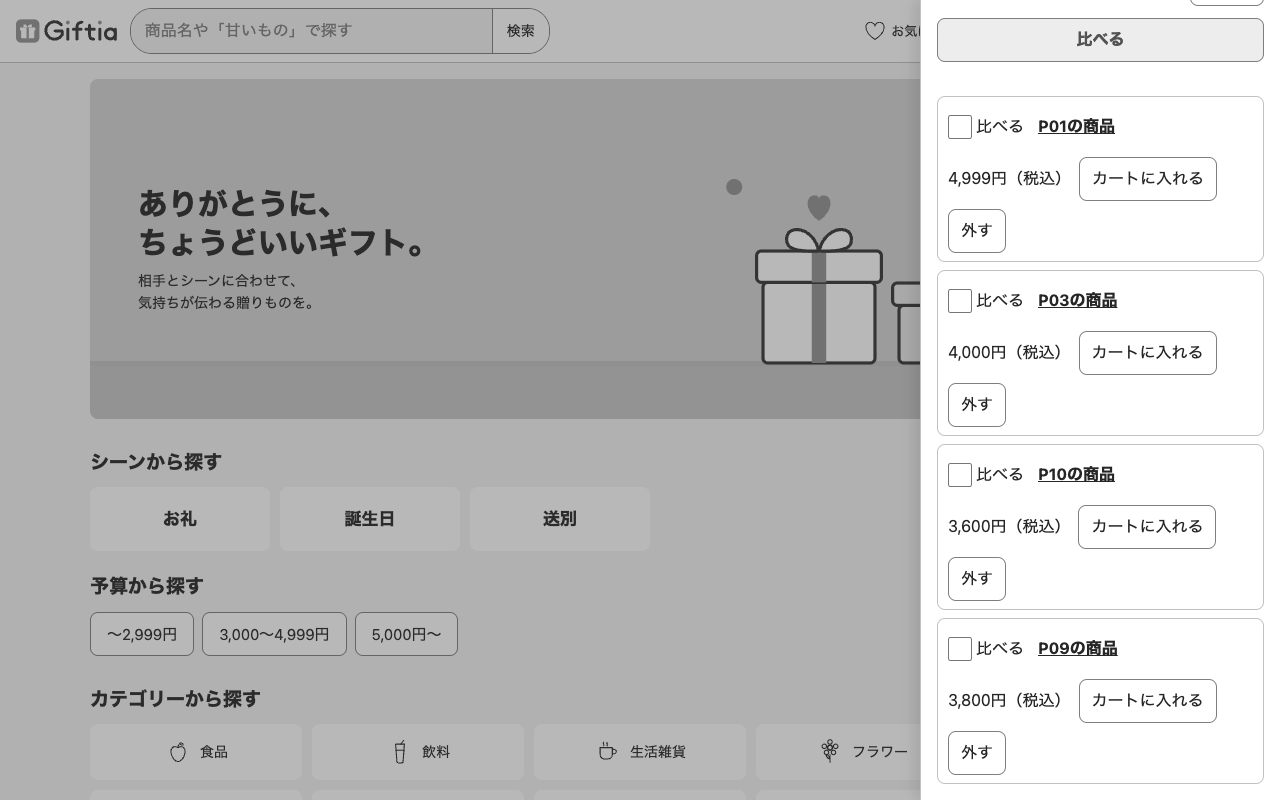 Giftia
商品名や「甘いもの」で探す
検索
お気
ありがとうに、
ちょうどいいギフト。
相手とシーンに合わせて、
気持ちが伝わる贈りものを。
シーンから探す
お礼
誕生日
送別
予算から探す
〜2,999円
3,000〜4,999円
5,000円〜
カテゴリーから探す
食品
飲料
生活雑貨
フラワー
比べる
比べる P01の商品
4,999円（税込） カートに入れる
外す
比べる P03の商品
4,000円（税込） カートに入れる
外す
比べる P10の商品
3,600円（税込） カートに入れる
外す
比べる P09の商品
3,800円（税込） カートに入れる
外す